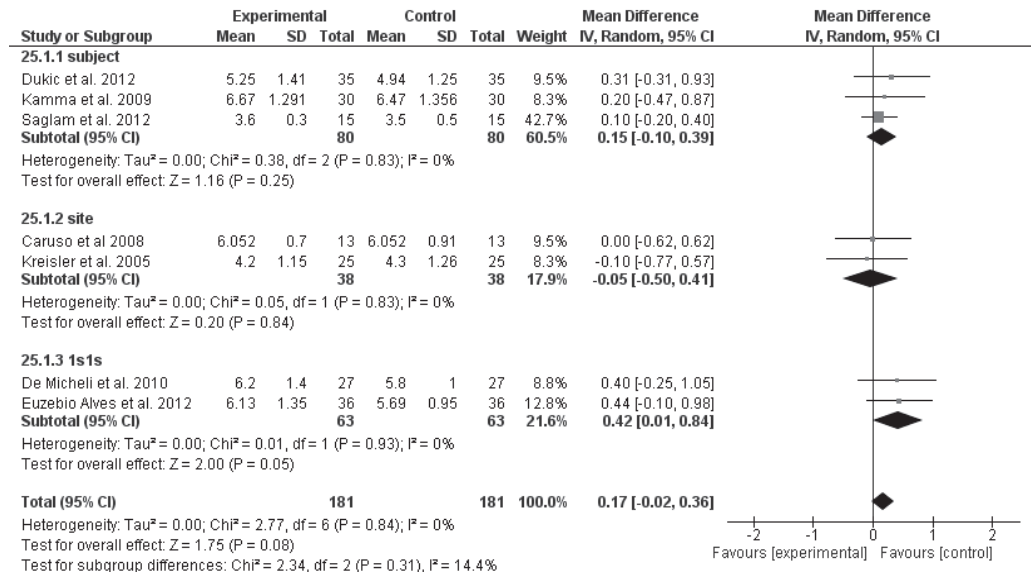 Experimental Control Mean Difference Mean Difference
Study or Subgroup Mean SD Total Mean SD Total Weight IV, Random, 95% CI IV, Random, 95% CI
25.1.1 subject
Dukic et al. 2012 5.25 1.41 35 4.94 1.25 35 9.5% 0.31 [-0.31, 0.93]
Kamma et al. 2009 6.67 1.291 30 6.47 1.356 30 8.3% 0.20 [-0.47, 0.87]
Saglam et al. 2012 3.6 0.3 15 3.5 0.5 15 42.7% 0.10 [-0.20, 0.40]
Subtotal (95% CI) 80 80 60.5% 0.15 [-0.10, 0.39]
Heterogeneity: Tau² = 0.00; Chi² = 0.38, df = 2 (P = 0.83); I² = 0%
Test for overall effect: Z = 1.16 (P = 0.25)
25.1.2 site
Caruso et al 2008 6.052 0.7 13 6.052 0.91 13 9.5% 0.00 [-0.62, 0.62]
Kreisler et al. 2005 4.2 1.15 25 4.3 1.26 25 8.3% -0.10 [-0.77, 0.57]
Subtotal (95% CI) 38 38 17.9% -0.05 [-0.50, 0.41]
Heterogeneity: Tau² = 0.00; Chi² = 0.05, df = 1 (P = 0.83); I² = 0%
Test for overall effect: Z = 0.20 (P = 0.84)
25.1.3 1s1s
De Micheli et al. 2010 6.2 1.4 27 5.8 1 27 8.8% 0.40 [-0.25, 1.05]
Euzebio Alves et al. 2012 6.13 1.35 36 5.69 0.95 36 12.8% 0.44 [-0.10, 0.98]
Subtotal (95% CI) 63 63 21.6% 0.42 [0.01, 0.84]
Heterogeneity: Tau² = 0.00; Chi² = 0.01, df = 1 (P = 0.93); I² = 0%
Test for overall effect: Z = 2.00 (P = 0.05)
Total (95% CI) 181 181 100.0% 0.17 [-0.02, 0.36]
Heterogeneity: Tau² = 0.00; Chi² = 2.77, df = 6 (P = 0.84); I² = 0%
Test for overall effect: Z = 1.75 (P = 0.08)
Test for subgroup differences: Chi² = 2.34, df = 2 (P = 0.31), I² = 14.4%
-2 -1 0 1 2
Favours [experimental] Favours [control]